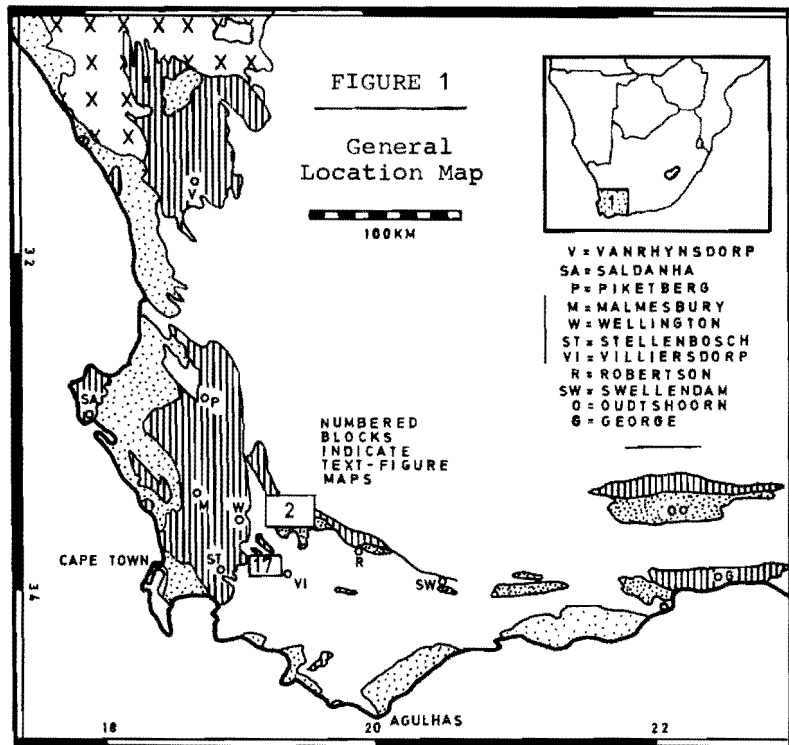 FIGURE 1
General
Location Map
100KM
1
V = VANRHYNSDORP
SA = SALDANHA
P = PIKETBERG
M = MALMESBURY
W = WELLINGTON
ST = STELLENBOSCH
VI = VILLIERSDORP
R = ROBERTSON
SW = SWELLENDAM
O = OUDTSHOORN
G = GEORGE
NUMBERED
BLOCKS
INDICATE
TEXT-FIGURE
MAPS
X X X X
X X X X X
X X X
X X
V
32
SA
P
M
W
2
O
CAPE TOWN
ST
17
VI
R
SW
G
34
AGULHAS
18
20
22